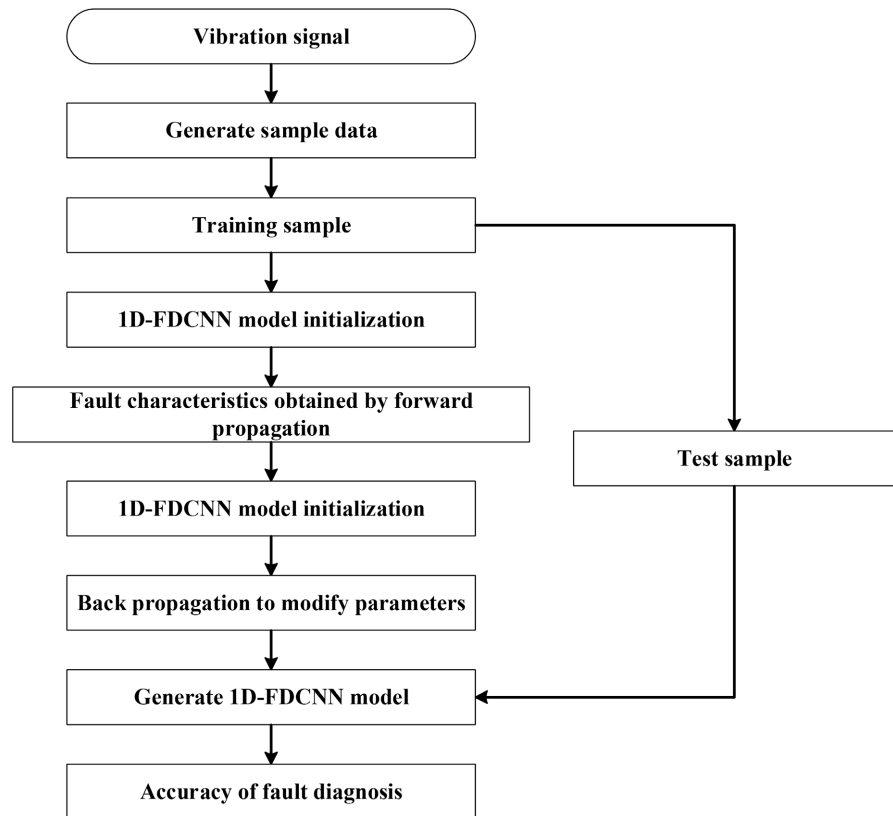 Vibration signal
Generate sample data
Training sample
1D-FDCNN model initialization
Fault characteristics obtained by forward
propagation
Test sample
1D-FDCNN model initialization
Back propagation to modify parameters
Generate 1D-FDCNN model
Accuracy of fault diagnosis